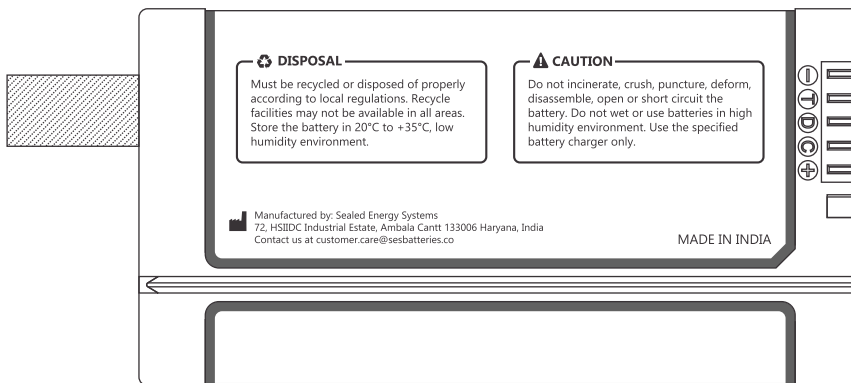 DISPOSAL
Must be recycled or disposed of properly
according to local regulations. Recycle
facilities may not be available in all areas.
Store the battery in 20°C to +35°C, low
humidity environment.
CAUTION
Do not incinerate, crush, puncture, deform,
disassemble, open or short circuit the
battery. Do not wet or use batteries in high
humidity environment. Use the specified
battery charger only.
−
T
D
C
+
Manufactured by: Sealed Energy Systems
72, HSIIDC Industrial Estate, Ambala Cantt 133006 Haryana, India
Contact us at customer.care@sesbatteries.co
MADE IN INDIA